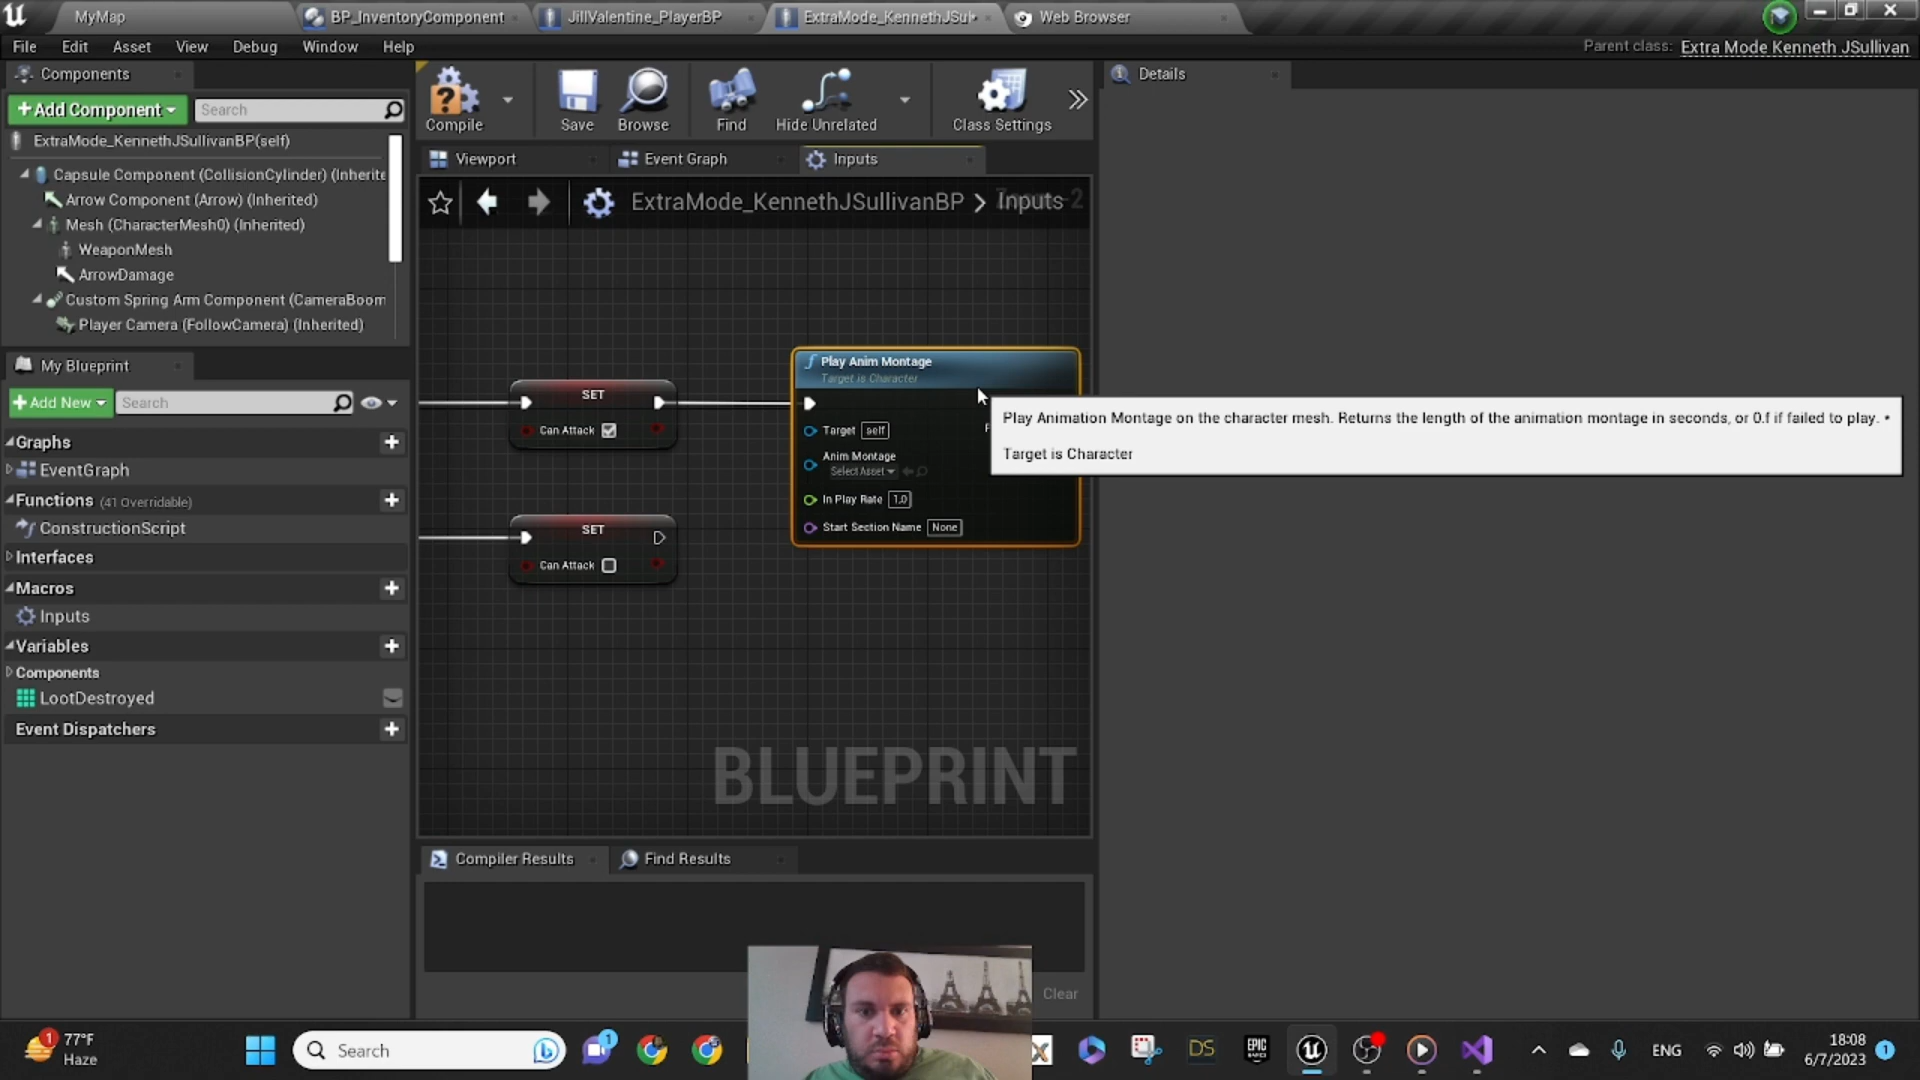 MyMap
BP_InventoryComponent
JillValentine_PlayerBP
ExtraMode_KennethJSul
Web Browser
File
Edit
Asset
View
Debug
Window
Help
Parent class: Extra Mode Kenneth JSullivan
Components
+Add Component
Search
ExtraMode_KennethJSullivanBP(self)
Capsule Component (CollisionCylinder) (Inherite
Arrow Component (Arrow) (Inherited)
Mesh (CharacterMesh0) (Inherited)
WeaponMesh
ArrowDamage
Custom Spring Arm Component (CameraBoom
Player Camera (FollowCamera) (Inherited)
My Blueprint
+Add New
Search
Graphs
EventGraph
Functions (41 Overridable)
ConstructionScript
Interfaces
Macros
Inputs
Variables
Components
LootDestroyed
Event Dispatchers
Compile
Save
Browse
Find
Hide Unrelated
Class Settings
Viewport
Event Graph
Inputs
ExtraMode_KennethJSullivanBP > Inputs
SET
Can Attack
SET
Can Attack
Play Anim Montage
Target is Character
Target self
Anim Montage
Select Asset
In Play Rate 1.0
Start Section Name None
Play Animation Montage on the character mesh. Returns the length of the animation montage in seconds, or 0.f if failed to play. *
Target is Character
BLUEPRINT
Compiler Results
Find Results
Clear
Details
1
77°F
Haze
Search
1
DS
EPIC
ENG
18:08
6/7/2023
1